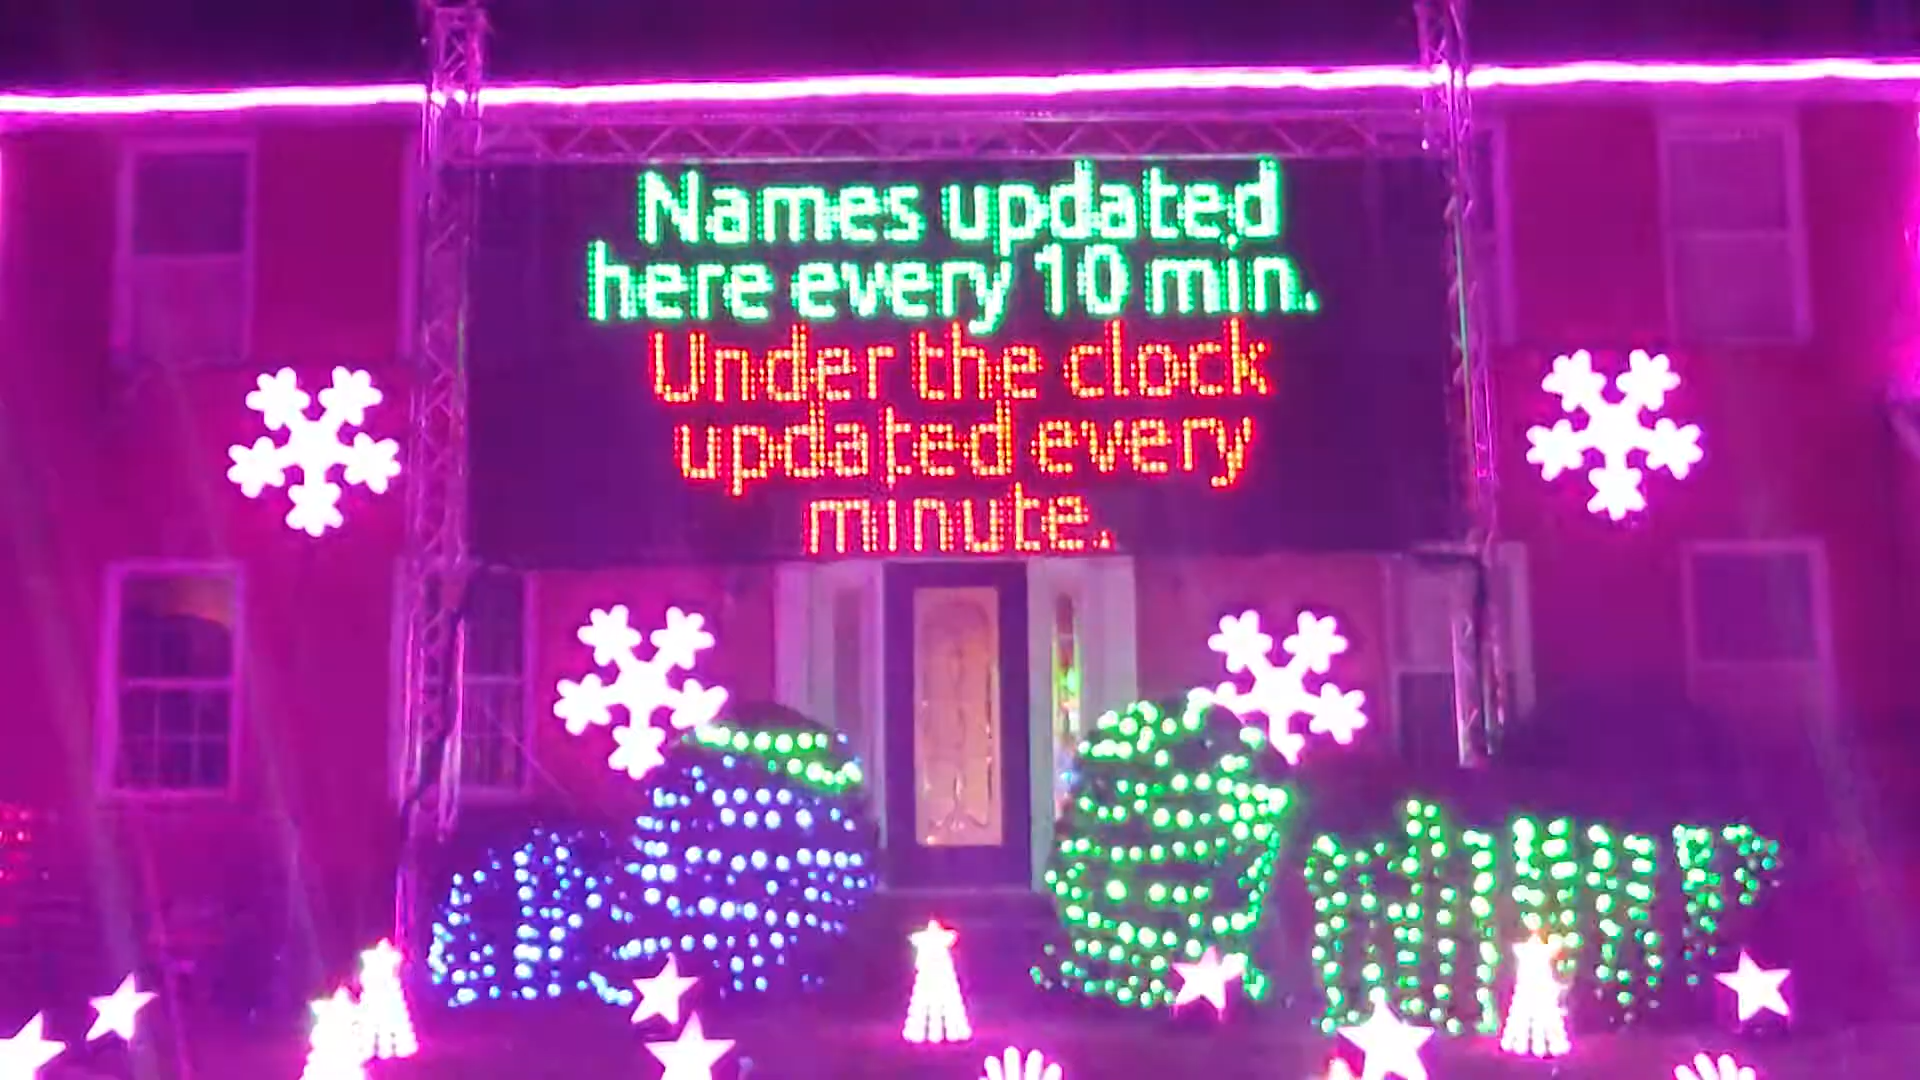 Names updated
here every 10 min.
Under the clock
updated every
minute.